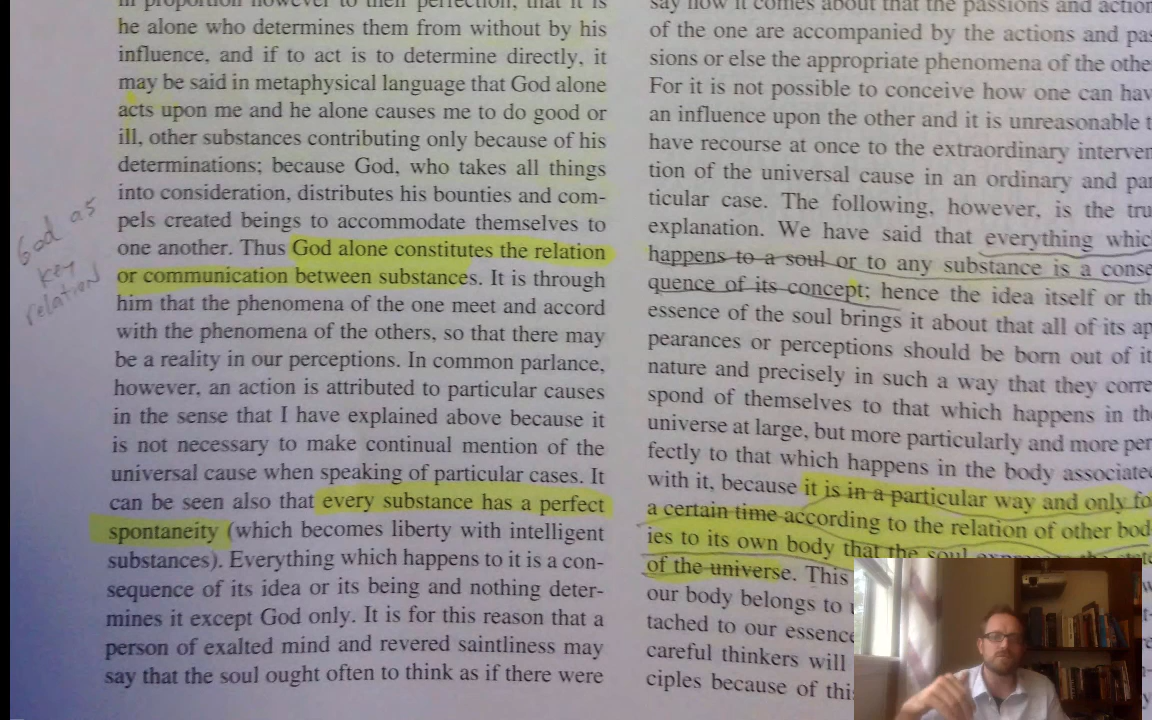 in proportion however to their perfection, that it is
he alone who determines them from without by his
influence, and if to act is to determine directly, it
may be said in metaphysical language that God alone
acts upon me and he alone causes me to do good or
ill, other substances contributing only because of his
determinations; because God, who takes all things
into consideration, distributes his bounties and com-
pels created beings to accommodate themselves to
one another. Thus God alone constitutes the relation
or communication between substances. It is through
him that the phenomena of the one meet and accord
with the phenomena of the others, so that there may
be a reality in our perceptions. In common parlance,
however, an action is attributed to particular causes
in the sense that I have explained above because it
is not necessary to make continual mention of the
universal cause when speaking of particular cases. It
can be seen also that every substance has a perfect
spontaneity (which becomes liberty with intelligent
substances). Everything which happens to it is a con-
sequence of its idea or its being and nothing deter-
mines it except God only. It is for this reason that a
person of exalted mind and revered saintliness may
say that the soul ought often to think as if there were
God as
key
relation
say how it comes about that the passions and action
of the one are accompanied by the actions and pas
sions or else the appropriate phenomena of the othe
For it is not possible to conceive how one can hav
an influence upon the other and it is unreasonable t
have recourse at once to the extraordinary interven
tion of the universal cause in an ordinary and par
ticular case. The following, however, is the tru
explanation. We have said that everything whic
happens to a soul or to any substance is a conse
quence of its concept; hence the idea itself or th
essence of the soul brings it about that all of its ap
pearances or perceptions should be born out of it
nature and precisely in such a way that they corre
spond of themselves to that which happens in th
universe at large, but more particularly and more per
fectly to that which happens in the body associate
with it, because it is in a particular way and only fo
a certain time according to the relation of other bod
ies to its own body that the soul
of the universe. This
our body belongs to
tached to our essence
careful thinkers will
ciples because of thi